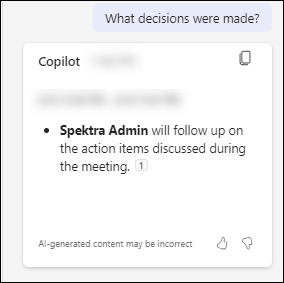 What decisions were made?
Copilot
• Spektra Admin will follow up on
the action items discussed during
the meeting. 1
AI-generated content may be incorrect